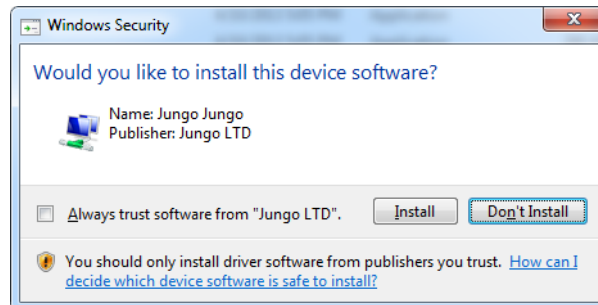 Windows Security
Would you like to install this device software?
Name: Jungo Jungo
Publisher: Jungo LTD
Always trust software from "Jungo LTD".
Install
Don't Install
You should only install driver software from publishers you trust. How can I
decide which device software is safe to install?